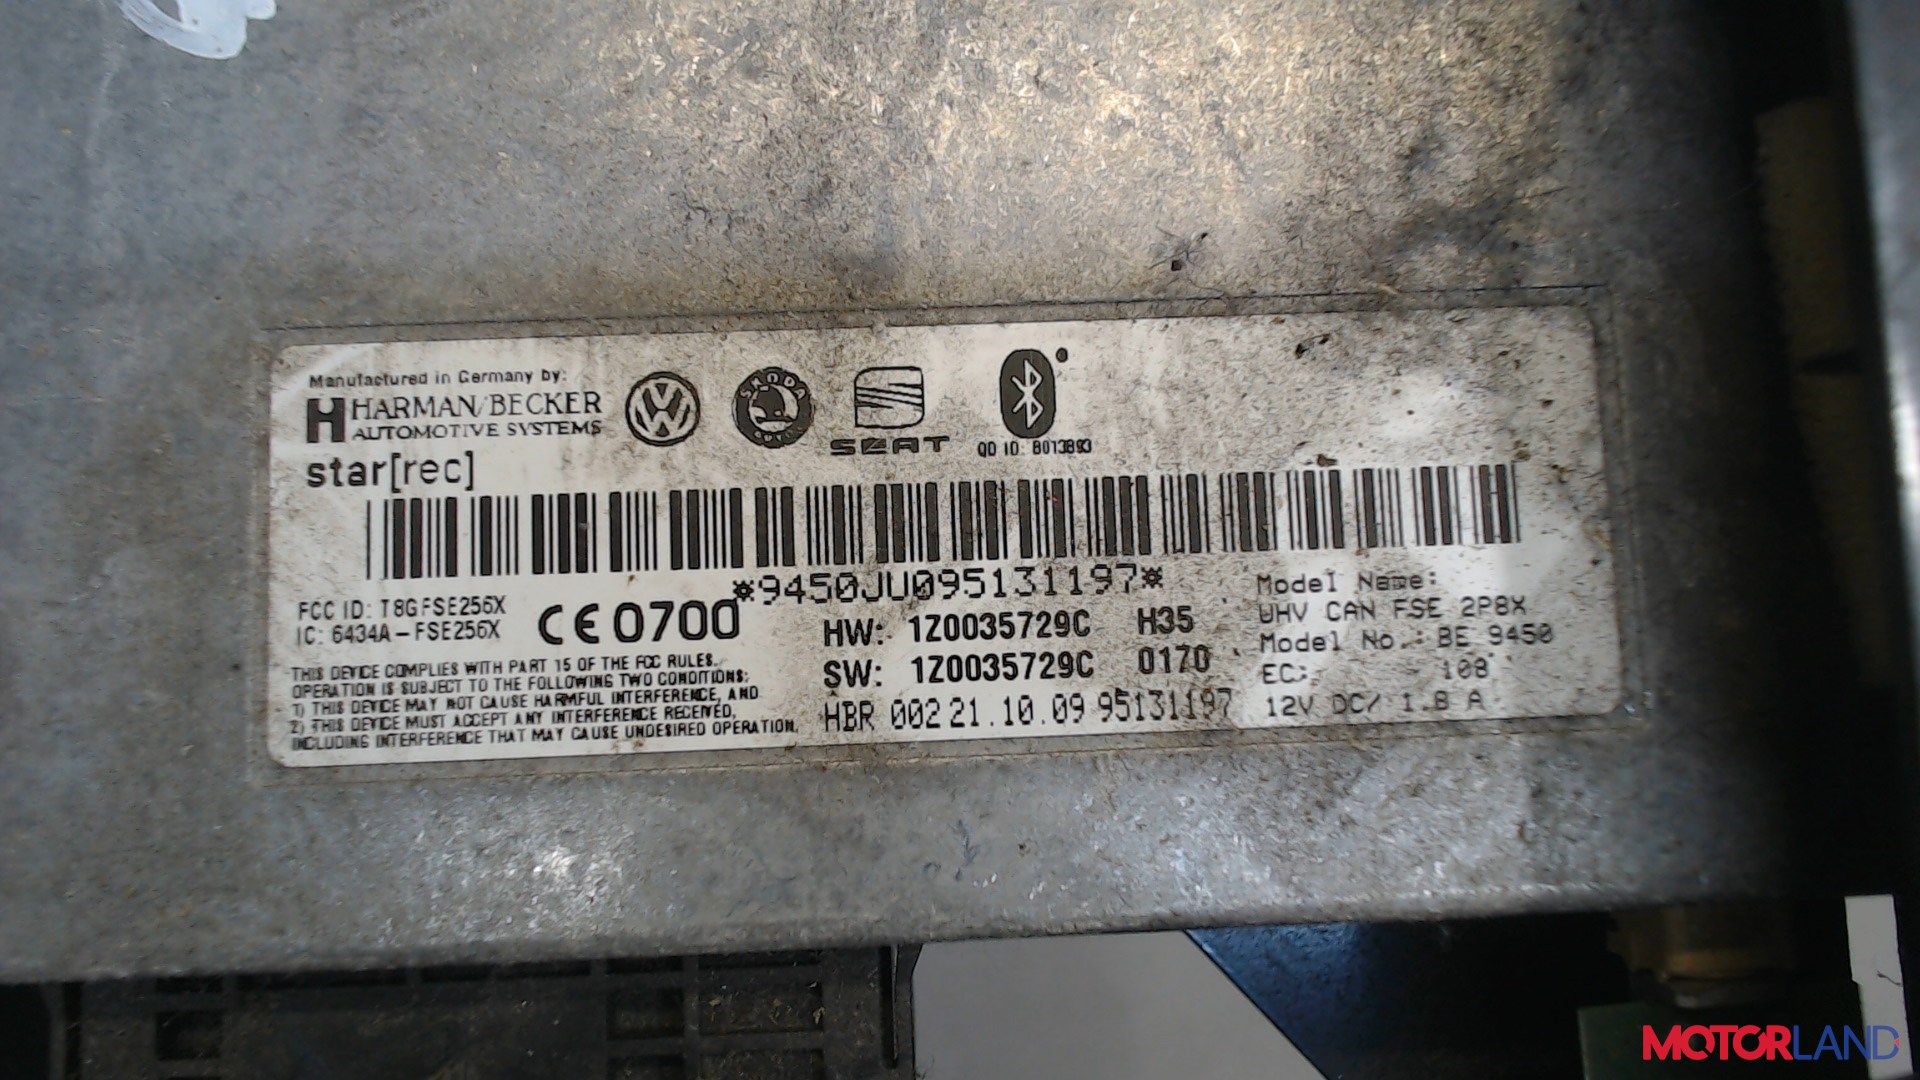 Manufactured in Germany by:
HARMAN/BECKER
AUTOMOTIVE SYSTEMS
star[rec]
ŠKODA
SEAT
QD ID: B013893
*9450JU095131197*
FCC ID: T8GFSE256X
IC: 6434A-FSE256X
CE 0700
THIS DEVICE COMPLIES WITH PART 15 OF THE FCC RULES.
OPERATION IS SUBJECT TO THE FOLLOWING TWO CONDITIONS:
1) THIS DEVICE MAY NOT CAUSE HARMFUL INTERFERENCE, AND
2) THIS DEVICE MUST ACCEPT ANY INTERFERENCE RECEIVED,
INCLUDING INTERFERENCE THAT MAY CAUSE UNDESIRED OPERATION.
HW: 1Z0035729C H35
SW: 1Z0035729C 0170
HBR 002 21.10.09 95131197
Model Name:
UHV CAN FSE 2P8X
Model No.: BE 9450
EC: 108
12V DC/ 1.8 A
MOTORLAND